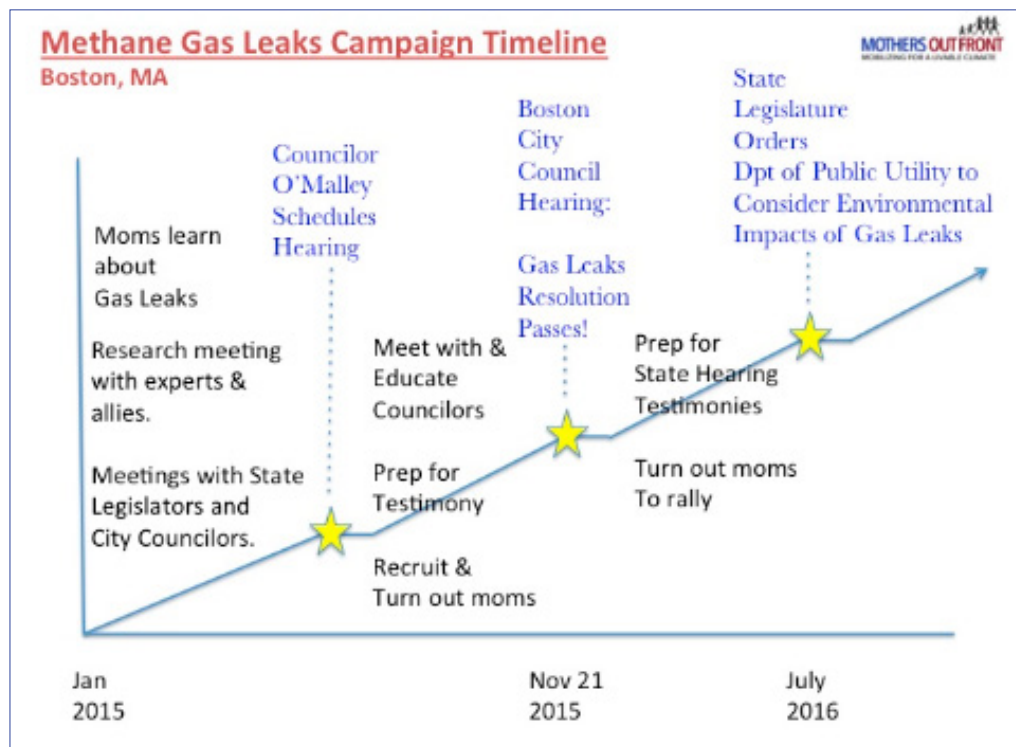 Methane Gas Leaks Campaign Timeline
Boston, MA
MOTHERS OUT FRONT
MOBILIZING FOR A LIVABLE CLIMATE
Moms learn
about
Gas Leaks
Research meeting
with experts &
allies.
Meetings with State
Legislators and
City Councilors.
Councilor
O'Malley
Schedules
Hearing
Meet with &
Educate
Councilors
Prep for
Testimony
Recruit &
Turn out moms
Boston
City
Council
Hearing:
Gas Leaks
Resolution
Passes!
Prep for
State Hearing
Testimonies
Turn out moms
To rally
State
Legislature
Orders
Dpt of Public Utility to
Consider Environmental
Impacts of Gas Leaks
Jan
2015
Nov 21
2015
July
2016